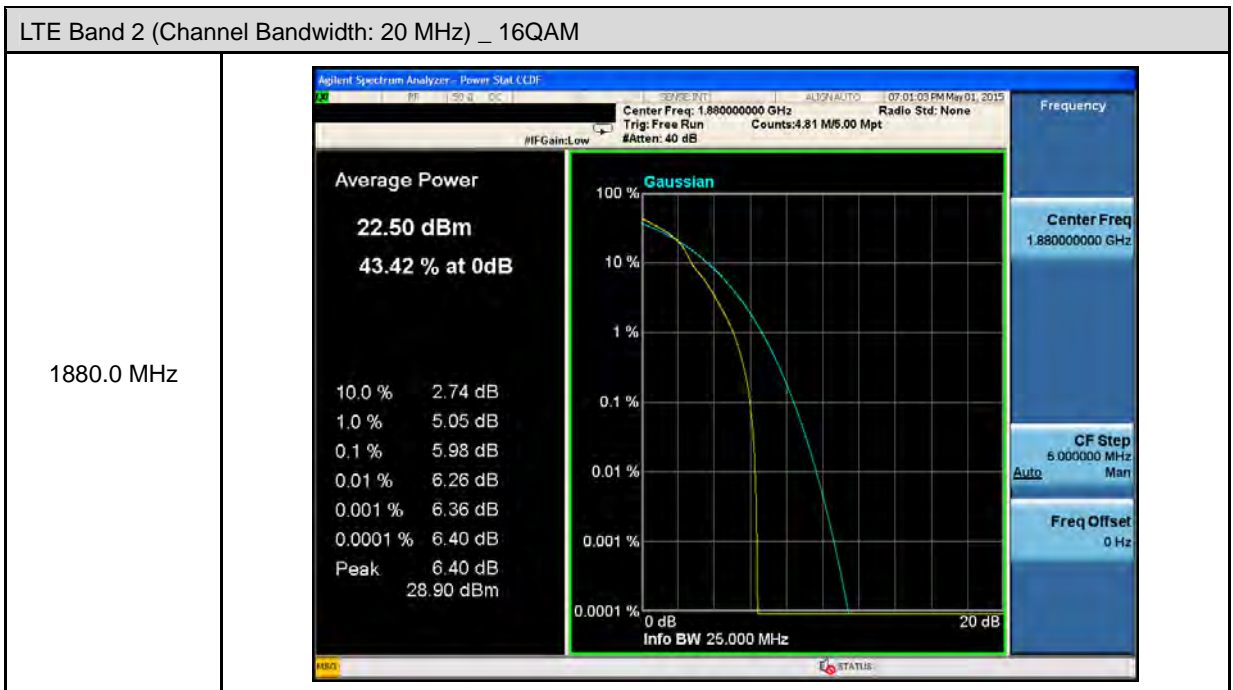 LTE Band 2 (Channel Bandwidth: 20 MHz) _ 16QAM
1880.0 MHz
Agilent Spectrum Analyzer - Power Stat CCDF
RF 50 Ω DC SENSE:INT ALIGN AUTO 07:01:03 PM May 01, 2015
Center Freq: 1.880000000 GHz Radio Std: None
Trig: Free Run Counts:4.81 M/5.00 Mpt
#IFGain:Low #Atten: 40 dB
Average Power
22.50 dBm
43.42 % at 0dB
10.0 % 2.74 dB
1.0 % 5.05 dB
0.1 % 5.98 dB
0.01 % 6.26 dB
0.001 % 6.36 dB
0.0001 % 6.40 dB
Peak 6.40 dB
28.90 dBm
Gaussian
100 %
10 %
1 %
0.1 %
0.01 %
0.001 %
0.0001 %
0 dB 20 dB
Info BW 25.000 MHz
Frequency
Center Freq
1.880000000 GHz
CF Step
5.000000 MHz
Auto Man
Freq Offset
0 Hz
MSG STATUS